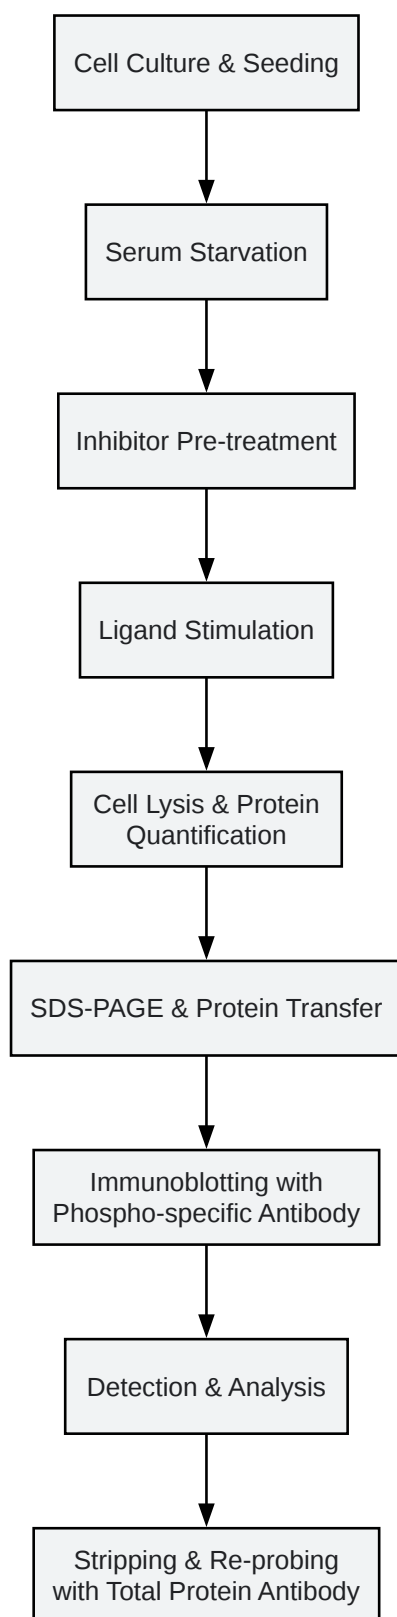 Cell Culture & Seeding
Serum Starvation
Inhibitor Pre-treatment
Ligand Stimulation
Cell Lysis & Protein
Quantification
SDS-PAGE & Protein Transfer
Immunoblotting with
Phospho-specific Antibody
Detection & Analysis
Stripping & Re-probing
with Total Protein Antibody